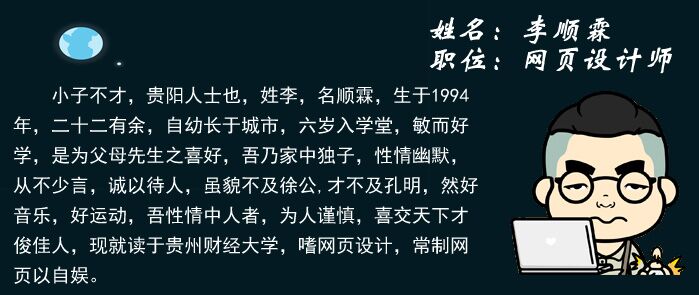 姓名：李顺霖
职位：网页设计师
小子不才，贵阳人士也，姓李，名顺霖，生于1994
年，二十二有余，自幼长于城市，六岁入学堂，敏而好
学，是为父母先生之喜好，吾乃家中独子，性情幽默，
从不少言，诚以待人，虽貌不及徐公,才不及孔明，然好
音乐，好运动，吾性情中人者，为人谨慎，喜交天下才
俊佳人，现就读于贵州财经大学，嗜网页设计，常制网
页以自娱。